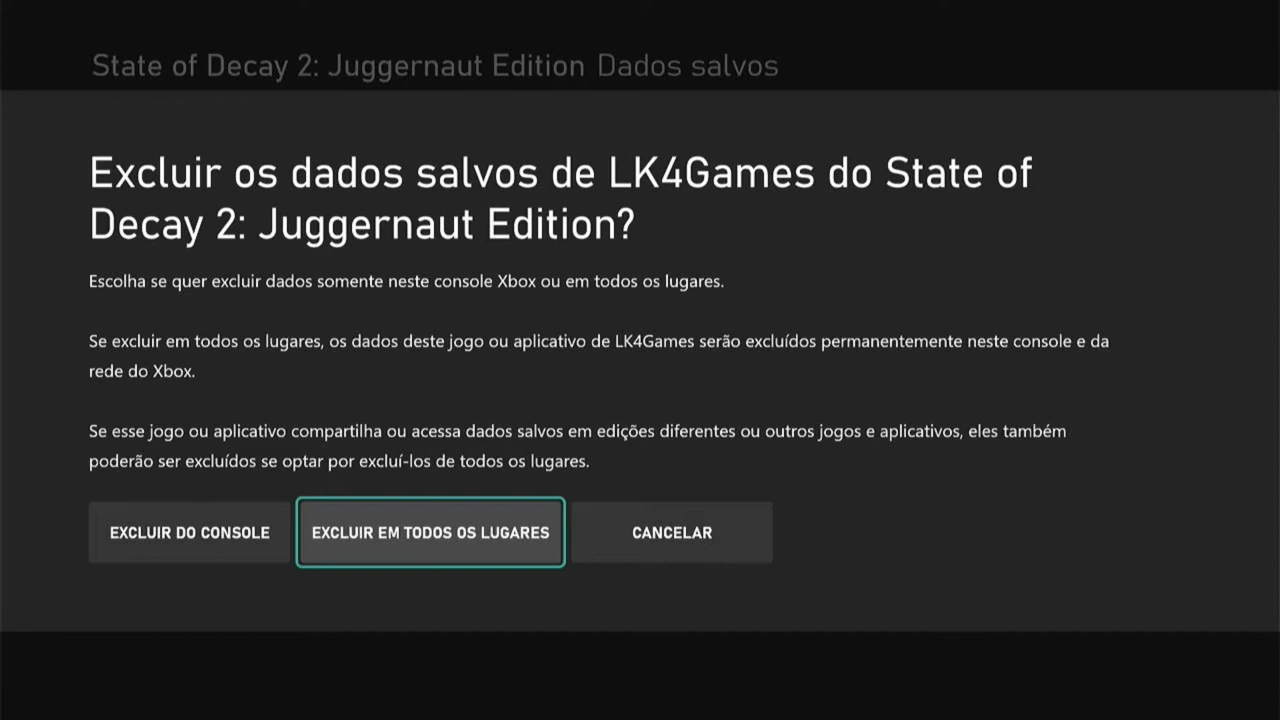 State of Decay 2: Juggernaut Edition Dados salvos
Excluir os dados salvos de LK4Games do State of
Decay 2: Juggernaut Edition?
Escolha se quer excluir dados somente neste console Xbox ou em todos os lugares.
Se excluir em todos os lugares, os dados deste jogo ou aplicativo de LK4Games serão excluídos permanentemente neste console e da
rede do Xbox.
Se esse jogo ou aplicativo compartilha ou acessa dados salvos em edições diferentes ou outros jogos e aplicativos, eles também
poderão ser excluídos se optar por excluí-los de todos os lugares.
EXCLUIR DO CONSOLE EXCLUIR EM TODOS OS LUGARES CANCELAR